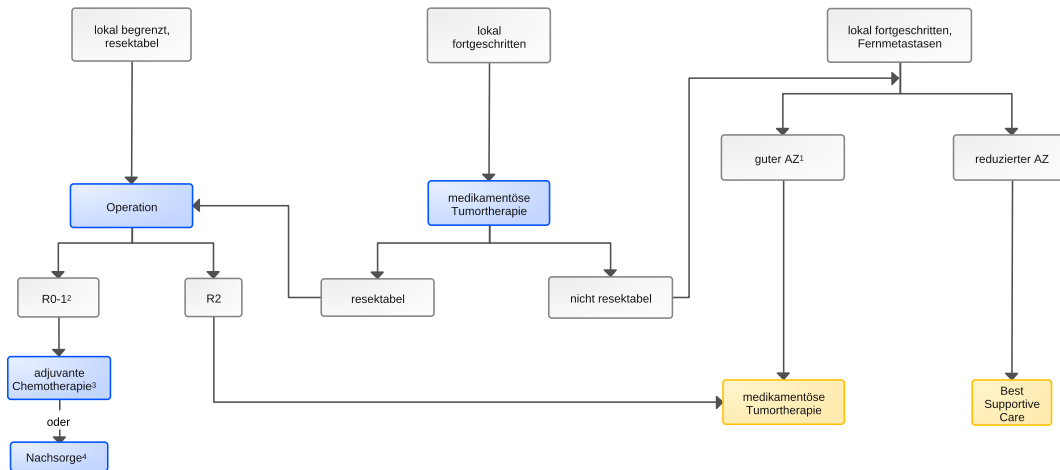 lokal begrenzt,
resektabel
lokal
fortgeschritten
lokal fortgeschritten,
Fernmetastasen
guter AZ¹
reduzierter AZ
Operation
medikamentöse
Tumortherapie
R0-1²
R2
resektabel
nicht resektabel
adjuvante
Chemotherapie³
oder
Nachsorge⁴
medikamentöse
Tumortherapie
Best
Supportive
Care